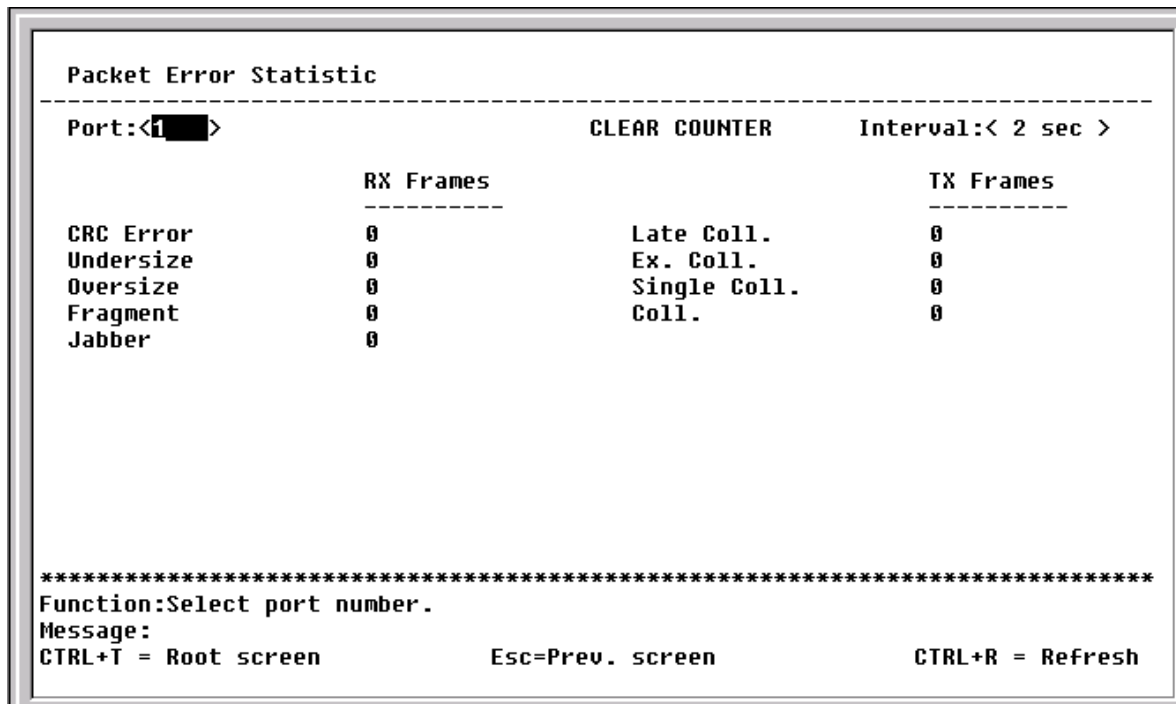 Packet Error Statistic
--------------------------------------------------------------------------------
Port:<1   >   CLEAR COUNTER   Interval:< 2 sec >
RX Frames   TX Frames
----------   ----------
CRC Error   0   Late Coll.   0
Undersize   0   Ex. Coll.   0
Oversize   0   Single Coll.   0
Fragment   0   Coll.   0
Jabber   0
********************************************************************************
Function:Select port number.
Message:
CTRL+T = Root screen   Esc=Prev. screen   CTRL+R = Refresh